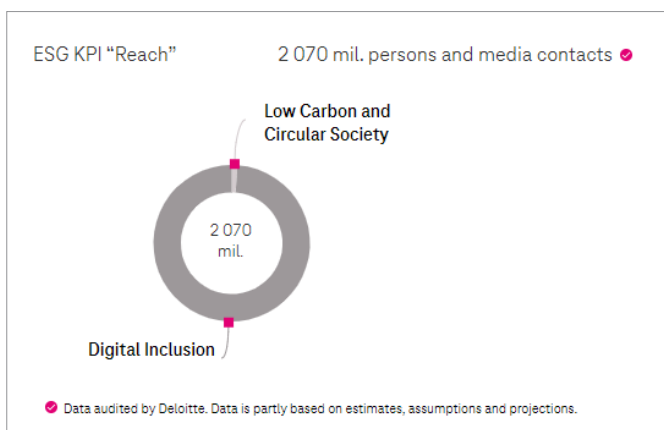 ESG KPI “Reach”
2 070 mil. persons and media contacts
Low Carbon and
Circular Society
2 070
mil.
Digital Inclusion
Data audited by Deloitte. Data is partly based on estimates, assumptions and projections.